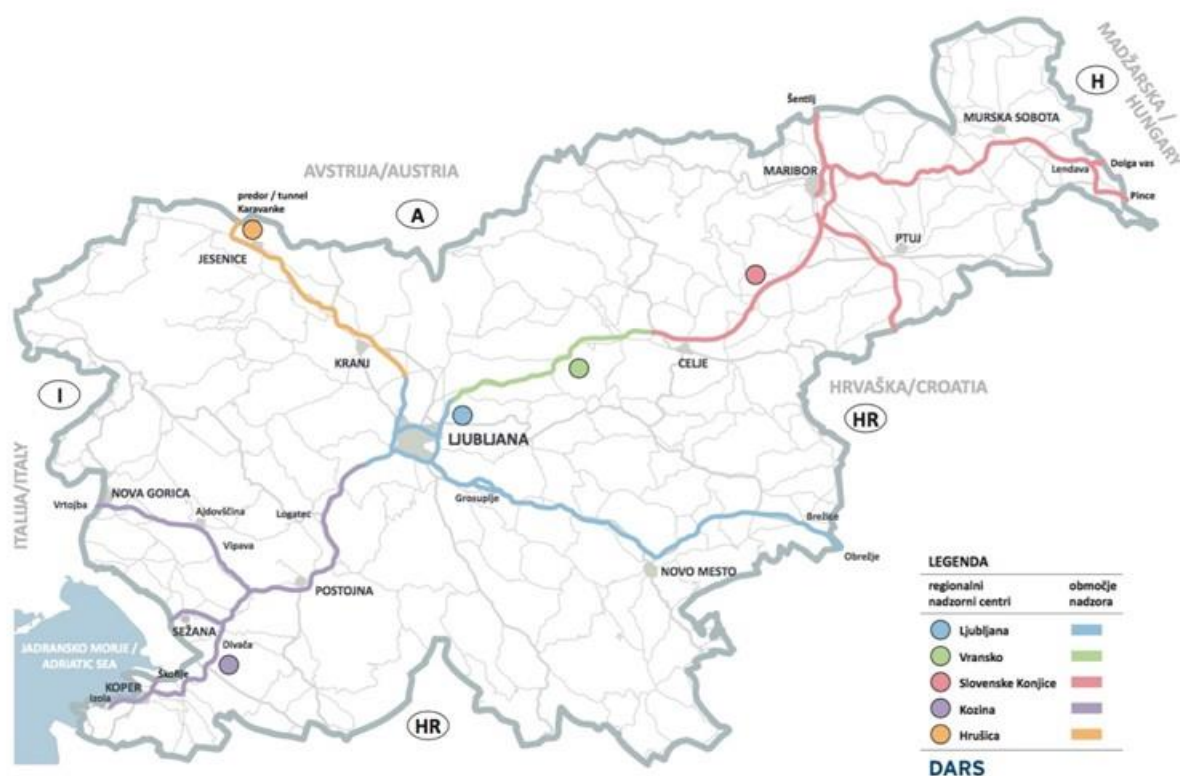 MADŽARSKA /
HUNGARY
H
Šentilj
MURSKA SOBOTA
Dolga vas
Lendava
Pince
MARIBOR
AVSTRIJA/AUSTRIA
A
predor / tunnel
Karavanke
JESENICE
PTUJ
KRANJ
CELJE
I
HRVAŠKA/CROATIA
HR
LJUBLJANA
ITALIJA/ITALY
NOVA GORICA
Vrtojba
Ajdovščina
Logatec
Vipava
Grosuplje
Brežice
Obrežje
NOVO MESTO
POSTOJNA
SEŽANA
Divača
JADRANSKO MORJE /
ADRIATIC SEA
Škofije
KOPER
Izola
HR
LEGENDA
regionalni
nadzorni centri
območje
nadzora
Ljubljana
Vransko
Slovenske Konjice
Kozina
Hrušica
DARS